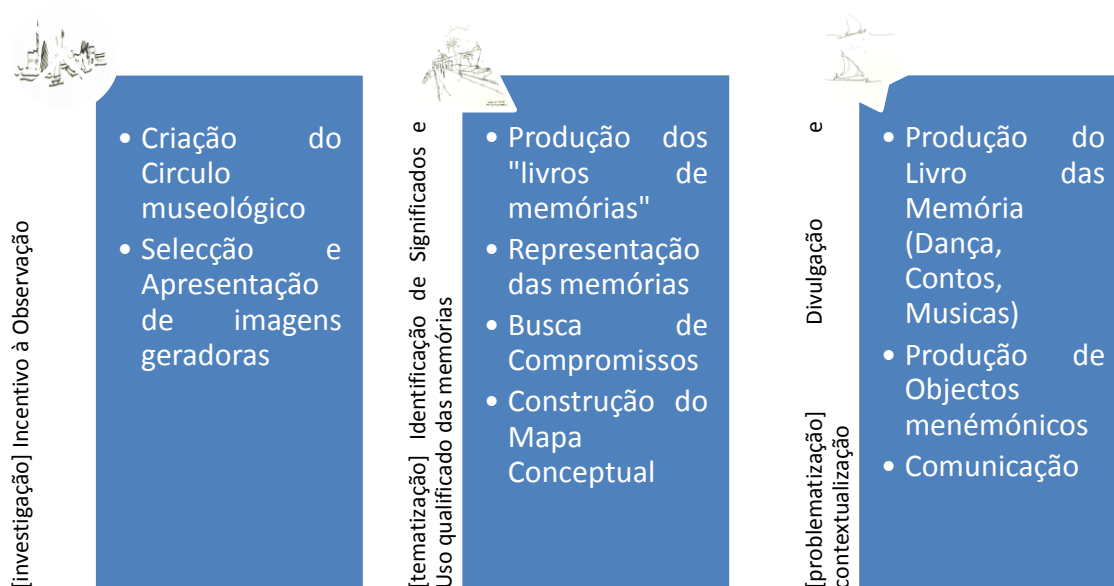 [investigação] Incentivo à Observação
• Criação do
Circulo
museológico
• Selecção e
Apresentação
de imagens
geradoras
[tematização] Identificação de Significados e
Uso qualificado das memórias
• Produção dos
"livros de
memórias"
• Representação
das memórias
• Busca de
Compromissos
• Construção do
Mapa
Conceptual
[problematização] Divulgação e
contextualização
• Produção do
Livro das
Memória
(Dança,
Contos,
Musicas)
• Produção de
Objectos
menémónicos
• Comunicação